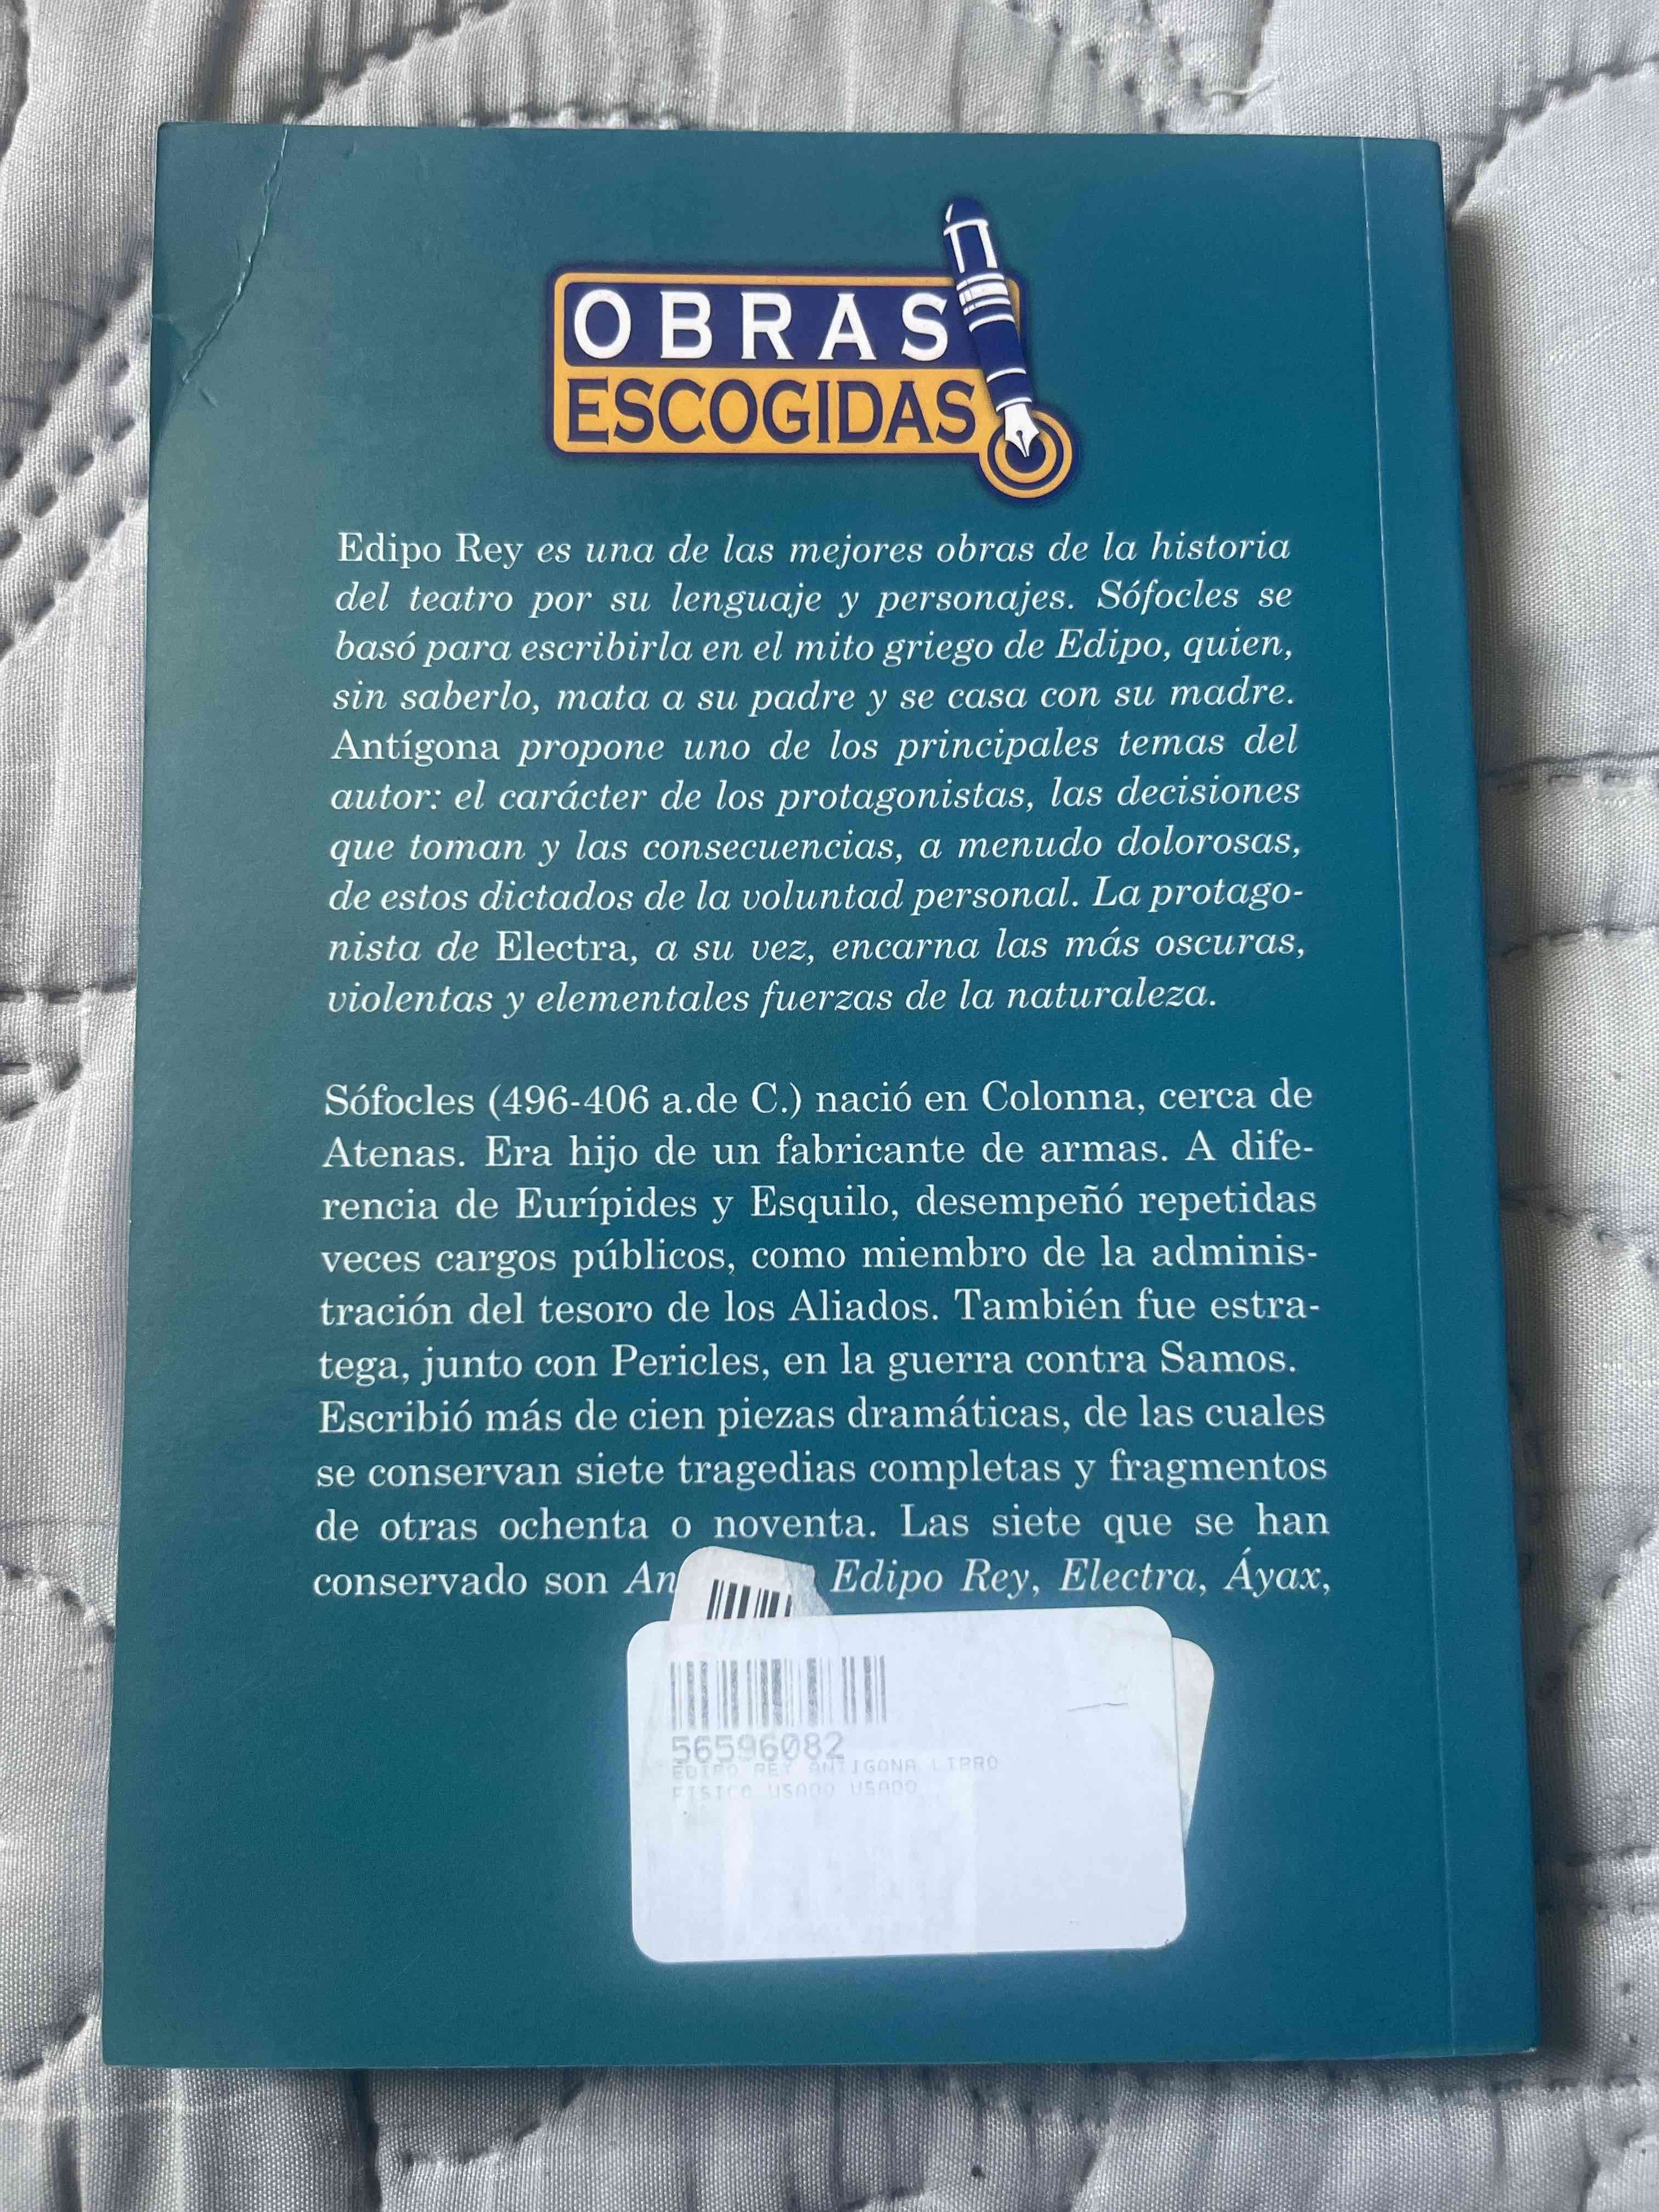 OBRAS
ESCOGIDAS
Edipo Rey es una de las mejores obras de la historia
del teatro por su lenguaje y personajes. Sófocles se
basó para escribirla en el mito griego de Edipo, quien,
sin saberlo, mata a su padre y se casa con su madre.
Antígona propone uno de los principales temas del
autor: el carácter de los protagonistas, las decisiones
que toman y las consecuencias, a menudo dolorosas,
de estos dictados de la voluntad personal. La protago-
nista de Electra, a su vez, encarna las más oscuras,
violentas y elementales fuerzas de la naturaleza.
Sófocles (496-406 a.de C.) nació en Colonna, cerca de
Atenas. Era hijo de un fabricante de armas. A dife-
rencia de Eurípides y Esquilo, desempeñó repetidas
veces cargos públicos, como miembro de la adminis-
tración del tesoro de los Aliados. También fue estra-
tega, junto con Pericles, en la guerra contra Samos.
Escribió más de cien piezas dramáticas, de las cuales
se conservan siete tragedias completas y fragmentos
de otras ochenta o noventa. Las siete que se han
conservado son An Edipo Rey, Electra, Áyax,
56596082
EDIPO REY ANTIGONA LIBRO
FISICO USADO USADO